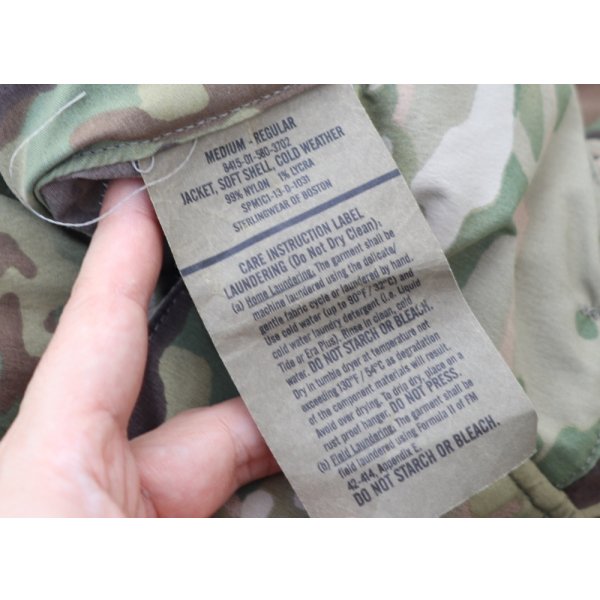 MEDIUM - REGULAR
8415-01-580-3702
JACKET, SOFT SHELL, COLD WEATHER
99% NYLON 1% LYCRA
SPM1C1-13-D-1031
STERLINGWEAR OF BOSTON
CARE INSTRUCTION LABEL
LAUNDERING (Do Not Dry Clean).
(a) Home Laundering. The garment shall be
machine laundered using the delicate/
gentle, fabric cycle or laundered by hand.
Use cold water (up to 90°F/32°C) and
cold water laundry detergent (i.e. Liquid
Tide or Era Plus). Rinse in clean, cold
water. DO NOT STARCH OR BLEACH.
Dry in tumble dryer at temperature not
exceeding 130°F / 54°C as degradation
of the component materials will result.
Avoid over drying. To drip dry, place on a
rust proof hanger. DO NOT PRESS.
(b) Field Laundering. The garment shall be
field laundered using Formula II of FM
42-414, Appendix E.
DO NOT STARCH OR BLEACH.